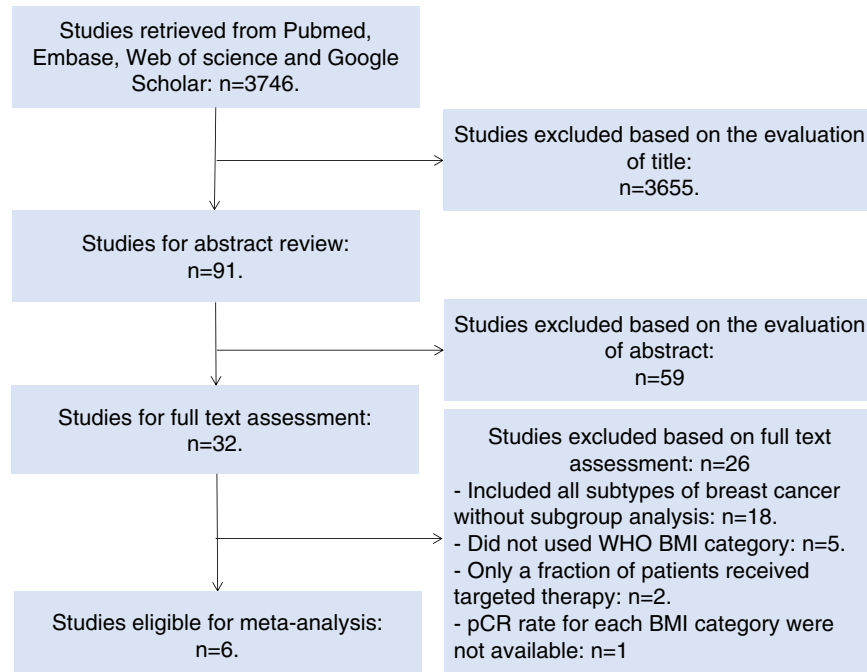 Studies retrieved from Pubmed,
Embase, Web of science and Google
Scholar: n=3746.
Studies excluded based on the evaluation
of title:
n=3655.
Studies for abstract review:
n=91.
Studies excluded based on the evaluation
of abstract:
n=59
Studies for full text assessment:
n=32.
Studies excluded based on full text
assessment: n=26
- Included all subtypes of breast cancer
without subgroup analysis: n=18.
- Did not used WHO BMI category: n=5.
- Only a fraction of patients received
targeted therapy: n=2.
- pCR rate for each BMI category were
not available: n=1
Studies eligible for meta-analysis:
n=6.